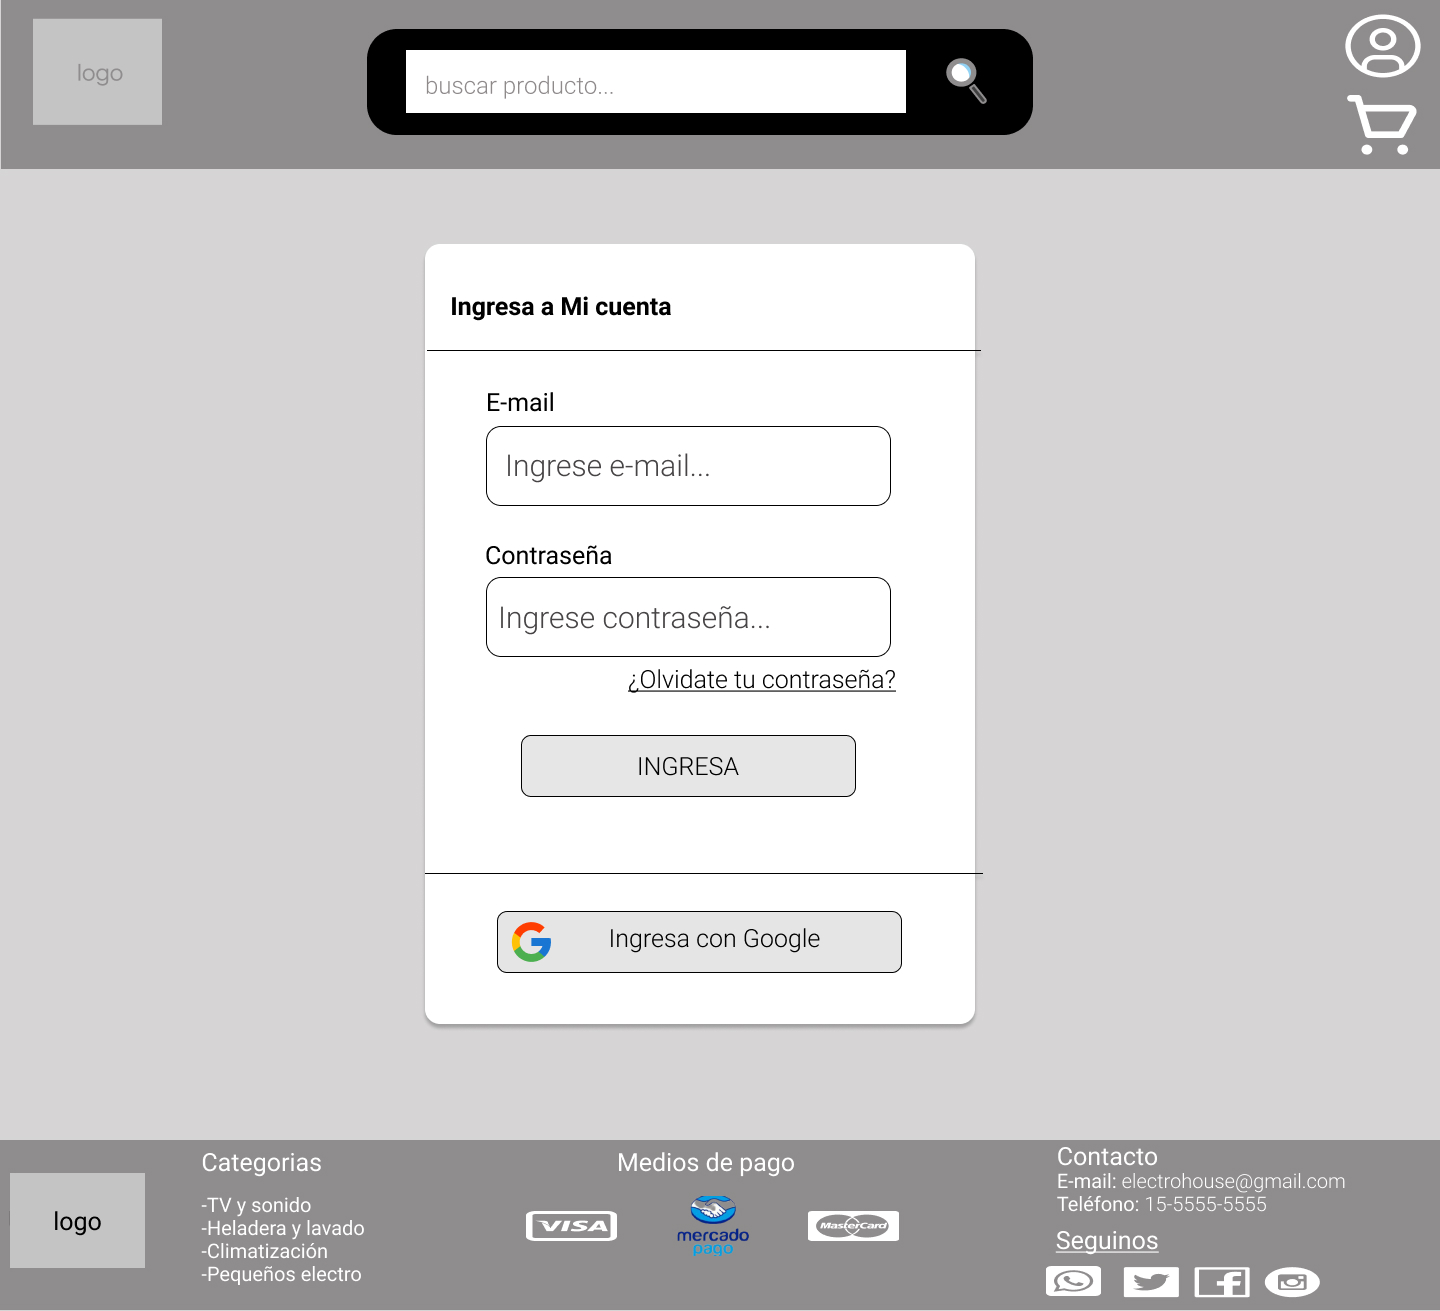 logo
buscar producto...
Ingresa a Mi cuenta
E-mail
Ingrese e-mail...
Contraseña
Ingrese contraseña...
¿Olvidate tu contraseña?
INGRESA
Ingresa con Google
logo
Categorias
-TV y sonido
-Heladera y lavado
-Climatización
-Pequeños electro
Medios de pago
VISA
mercado
pago
MasterCard
Contacto
E-mail: electrohouse@gmail.com
Teléfono: 15-5555-5555
Seguinos